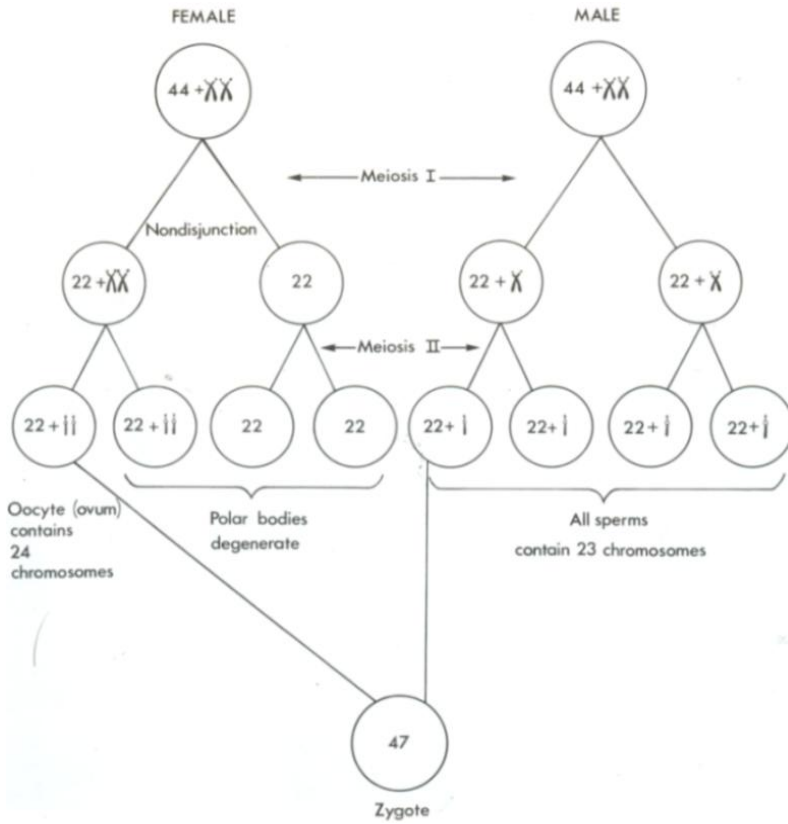 FEMALE
MALE
44 +XX
44 +XX
Meiosis I
Nondisjunction
22 +XX
22
22 + X
22 + X
Meiosis II
22 + ii
22 + ii
22
22
22+ i
22+ i
22+ i
22+ i
Oocyte (ovum)
contains
24
chromosomes
Polar bodies
degenerate
All sperms
contain 23 chromosomes
47
Zygote